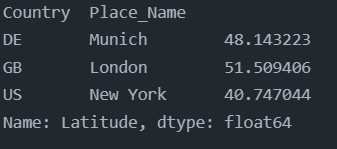 Country  Place_Name
DE       Munich        48.143223
GB       London        51.509406
US       New York      40.747044
Name: Latitude, dtype: float64